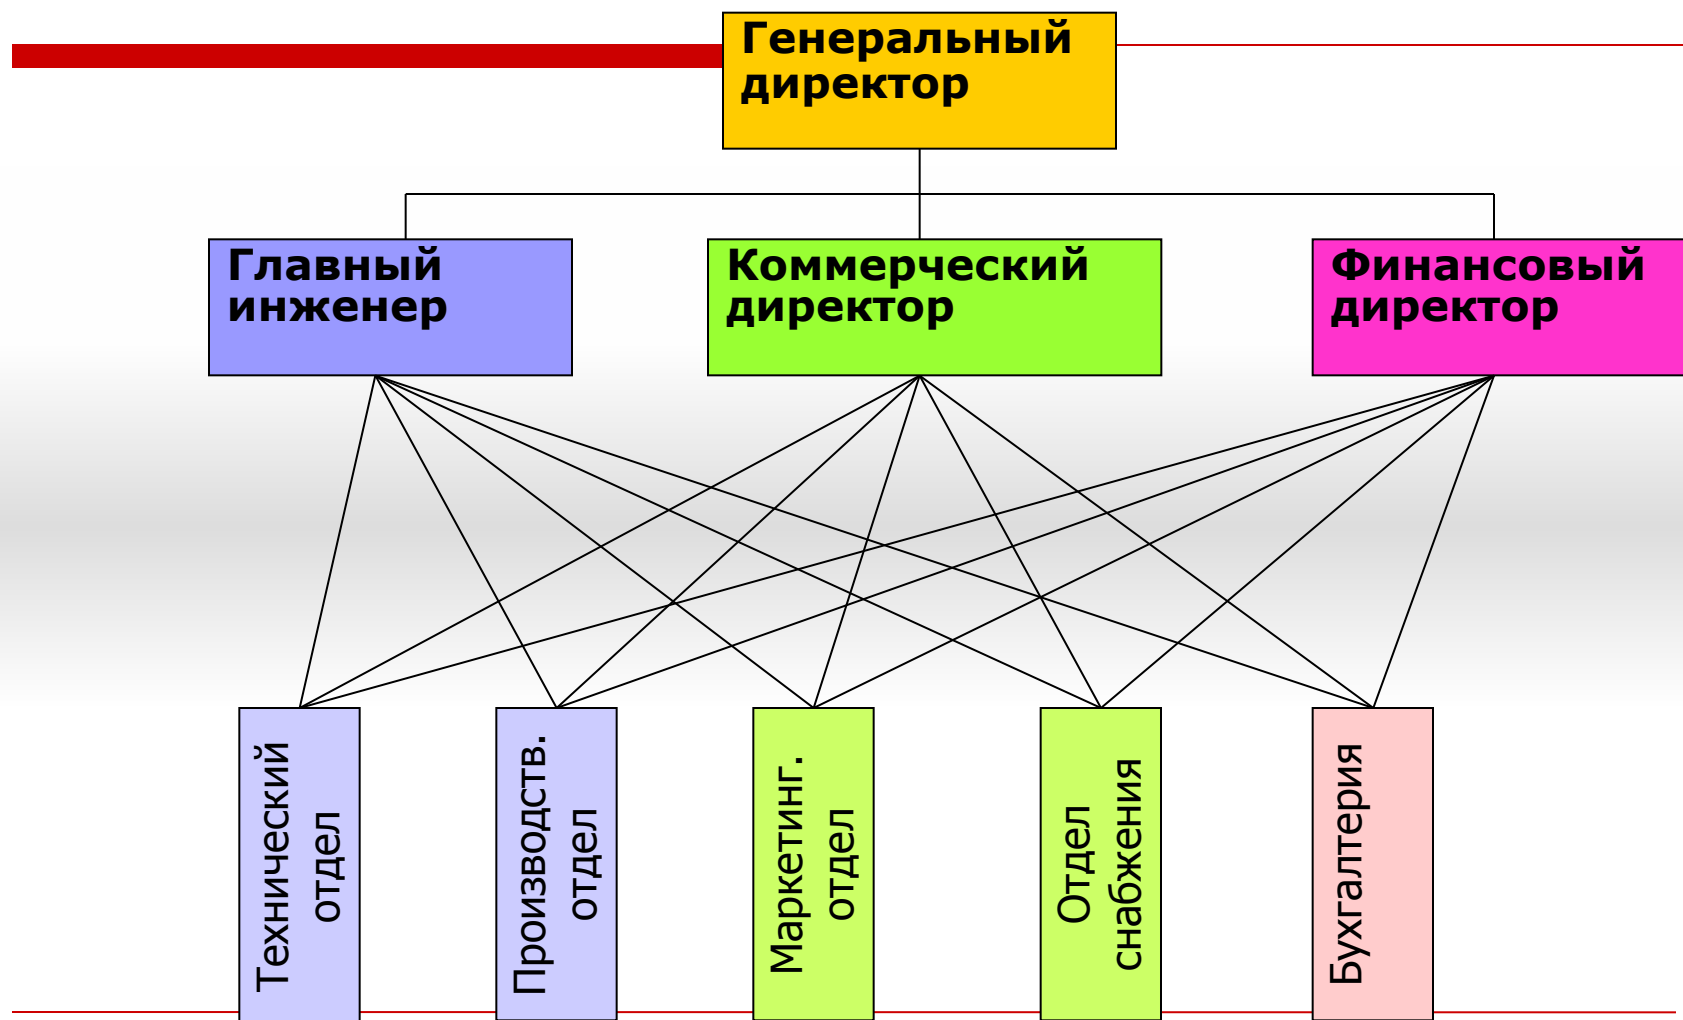 Генеральный
директор
Главный
инженер
Коммерческий
директор
Финансовый
директор
Технический
отдел
Производств.
отдел
Маркетинг.
отдел
Отдел
снабжения
Бухгалтерия